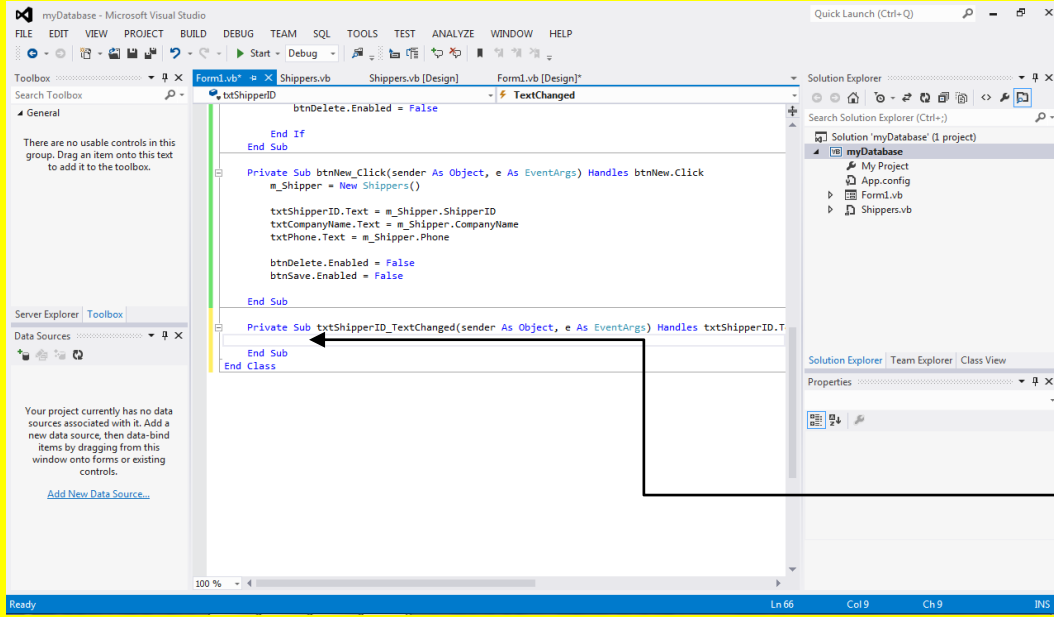 myDatabase - Microsoft Visual Studio
Quick Launch (Ctrl+Q)
FILE EDIT VIEW PROJECT BUILD DEBUG TEAM SQL TOOLS TEST ANALYZE WINDOW HELP
Start Debug
Toolbox
Search Toolbox
General
There are no usable controls in this
group. Drag an item onto this text
to add it to the toolbox.
Server Explorer Toolbox
Data Sources
Your project currently has no data
sources associated with it. Add a
new data source, then data-bind
items by dragging from this
window onto forms or existing
controls.
Add New Data Source...
Form1.vb* Shippers.vb Shippers.vb [Design] Form1.vb [Design]*
txtShipperID TextChanged
btnDelete.Enabled = False
End If
End Sub
Private Sub btnNew_Click(sender As Object, e As EventArgs) Handles btnNew.Click
m_Shipper = New Shippers()
txtShipperID.Text = m_Shipper.ShipperID
txtCompanyName.Text = m_Shipper.CompanyName
txtPhone.Text = m_Shipper.Phone
btnDelete.Enabled = False
btnSave.Enabled = False
End Sub
Private Sub txtShipperID_TextChanged(sender As Object, e As EventArgs) Handles txtShipperID.T
End Sub
End Class
100 %
Solution Explorer
Search Solution Explorer (Ctrl+;)
Solution 'myDatabase' (1 project)
VB myDatabase
My Project
App.config
Form1.vb
Shippers.vb
Solution Explorer Team Explorer Class View
Properties
Ready Ln 66 Col 9 Ch 9 INS